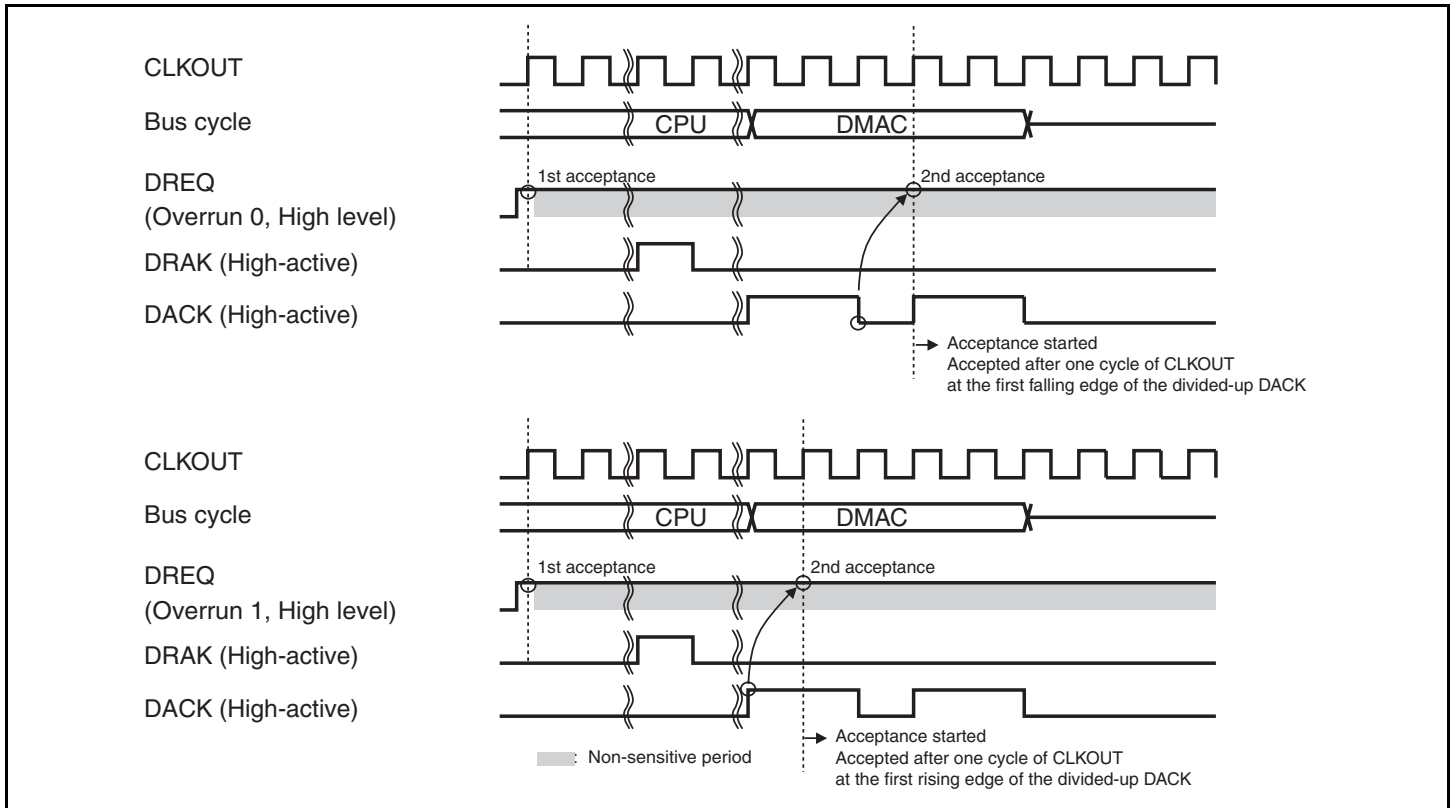 CLKOUT
Bus cycle
CPU
DMAC
DREQ
(Overrun 0, High level)
1st acceptance
2nd acceptance
DRAK (High-active)
DACK (High-active)
Acceptance started
Accepted after one cycle of CLKOUT
at the first falling edge of the divided-up DACK
CLKOUT
Bus cycle
CPU
DMAC
DREQ
(Overrun 1, High level)
1st acceptance
2nd acceptance
DRAK (High-active)
DACK (High-active)
Acceptance started
Accepted after one cycle of CLKOUT
at the first rising edge of the divided-up DACK
: Non-sensitive period